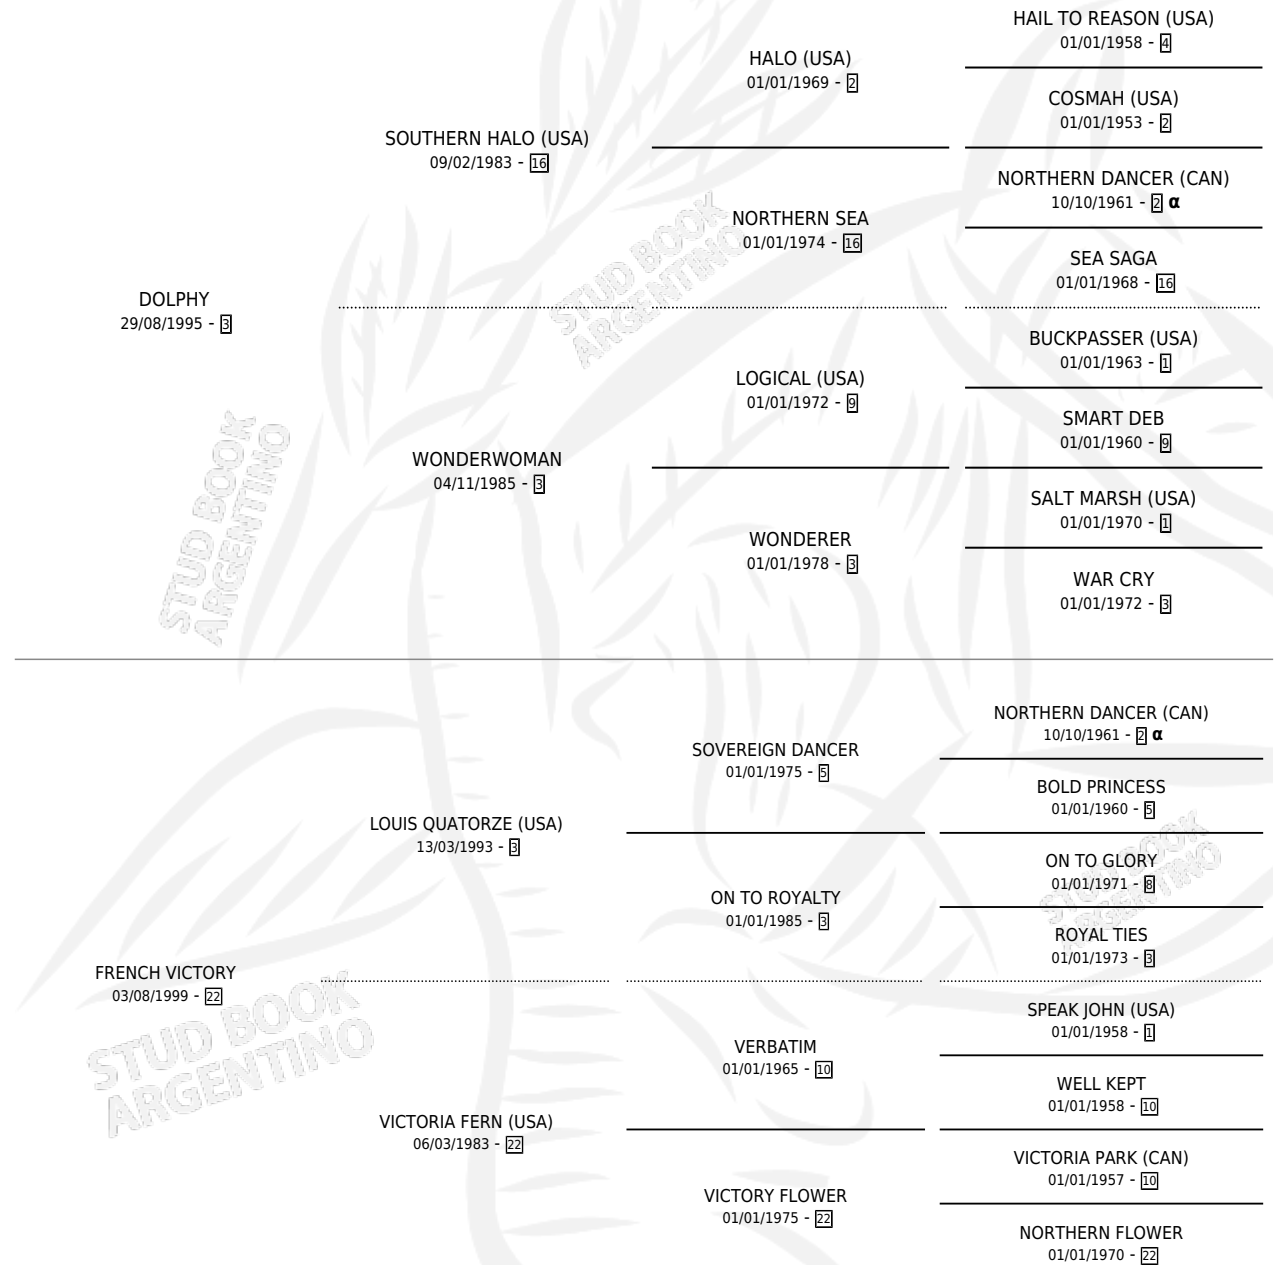 HAIL TO REASON (USA)
01/01/1958 - 4
HALO (USA)
01/01/1969 - 2
COSMAH (USA)
01/01/1953 - 2
SOUTHERN HALO (USA)
09/02/1983 - 16
NORTHERN DANCER (CAN)
10/10/1961 - 2 α
NORTHERN SEA
01/01/1974 - 16
SEA SAGA
01/01/1968 - 16
DOLPHY
29/08/1995 - 3
STUD BOOK
ARGENTINO
BUCKPASSER (USA)
01/01/1963 - 1
LOGICAL (USA)
01/01/1972 - 9
SMART DEB
01/01/1960 - 9
WONDERWOMAN
04/11/1985 - 3
SALT MARSH (USA)
01/01/1970 - 1
WONDERER
01/01/1978 - 3
WAR CRY
01/01/1972 - 3
STUD BOOK
ARGENTINO
NORTHERN DANCER (CAN)
10/10/1961 - 2 α
SOVEREIGN DANCER
01/01/1975 - 5
BOLD PRINCESS
01/01/1960 - 5
LOUIS QUATORZE (USA)
13/03/1993 - 3
ON TO GLORY
01/01/1971 - 8
ON TO ROYALTY
01/01/1985 - 3
ROYAL TIES
01/01/1973 - 3
STUD BOOK
ARGENTINO
FRENCH VICTORY
03/08/1999 - 22
STUD BOOK
ARGENTINO
SPEAK JOHN (USA)
01/01/1958 - 1
VERBATIM
01/01/1965 - 10
WELL KEPT
01/01/1958 - 10
VICTORIA FERN (USA)
06/03/1983 - 22
VICTORIA PARK (CAN)
01/01/1957 - 10
VICTORY FLOWER
01/01/1975 - 22
NORTHERN FLOWER
01/01/1970 - 22